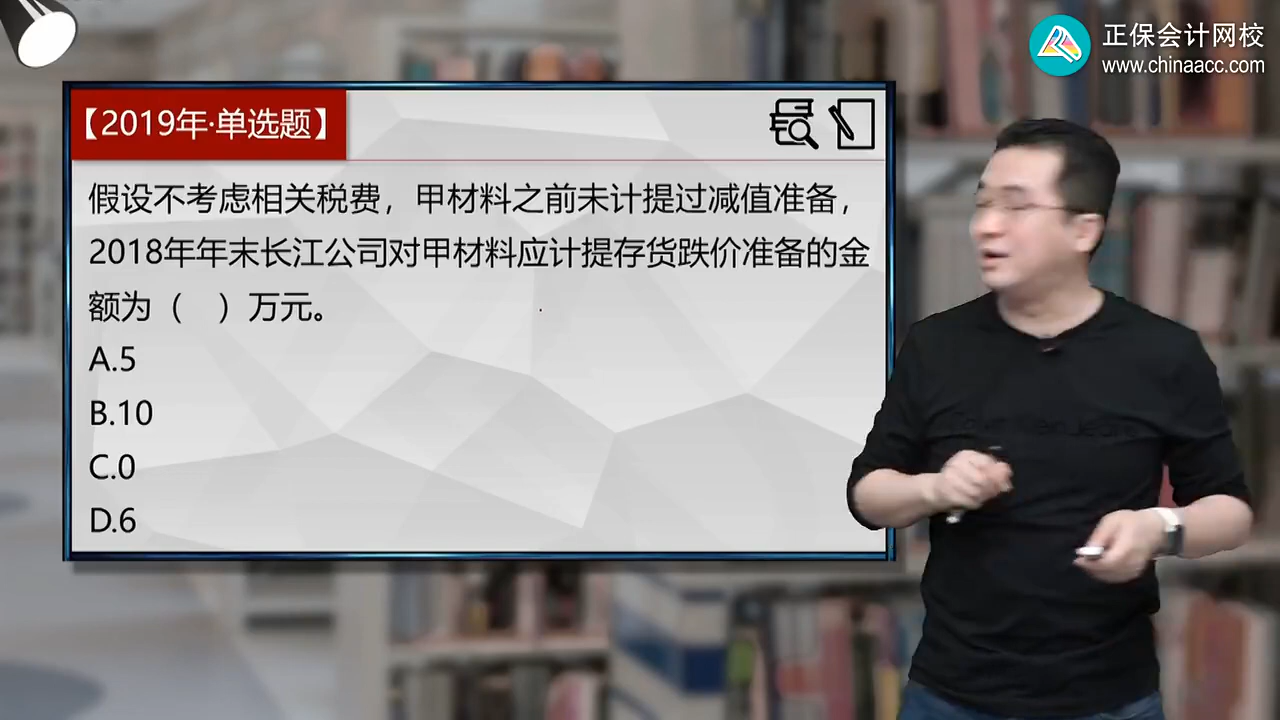 正保会计网校
www.chinaacc.com
【2019年·单选题】
假设不考虑相关税费，甲材料之前未计提过减值准备，
2018年年末长江公司对甲材料应计提存货跌价准备的金
额为（ ）万元。
A.5
B.10
C.0
D.6